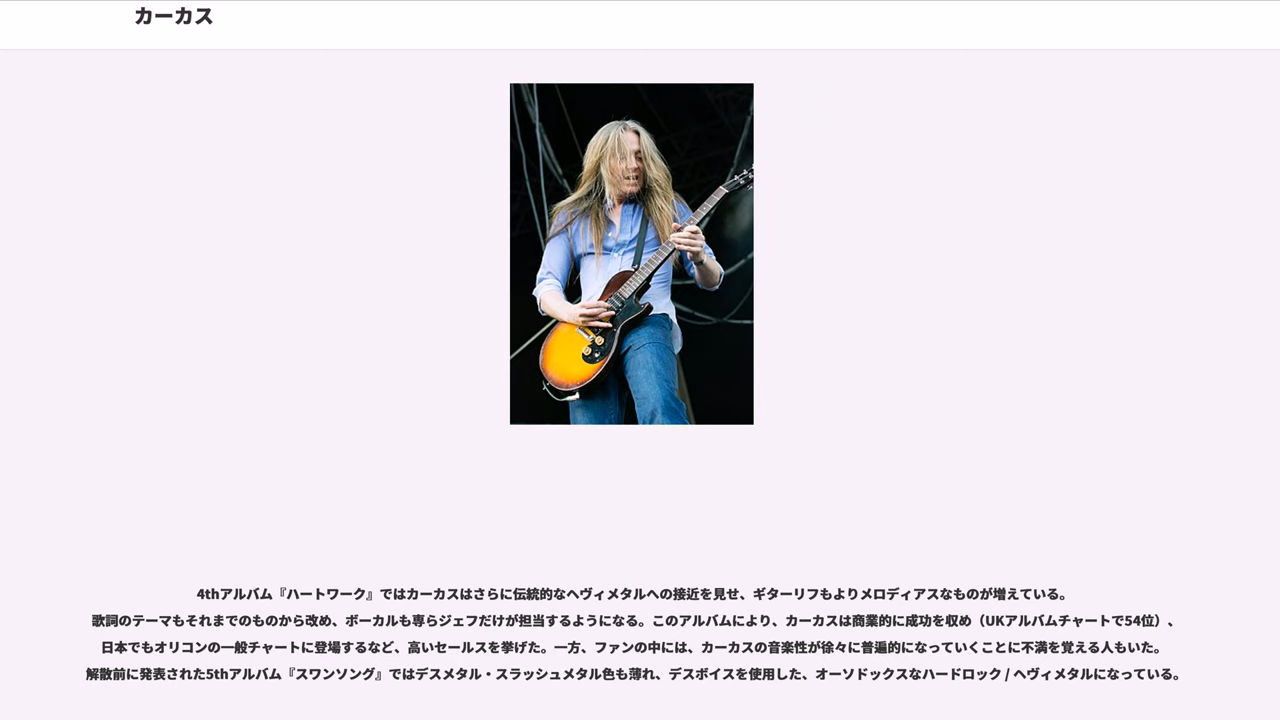 カーカス
4thアルバム『ハートワーク』ではカーカスはさらに伝統的なヘヴィメタルへの接近を見せ、ギターリフもよりメロディアスなものが増えている。
歌詞のテーマもそれまでのものから改め、ボーカルも専らジェフだけが担当するようになる。このアルバムにより、カーカスは商業的に成功を収め（UKアルバムチャートで54位）、
日本でもオリコンの一般チャートに登場するなど、高いセールスを挙げた。一方、ファンの中には、カーカスの音楽性が徐々に普遍的になっていくことに不満を覚える人もいた。
解散前に発表された5thアルバム『スワンソング』ではデスメタル・スラッシュメタル色も薄れ、デスボイスを使用した、オーソドックスなハードロック / ヘヴィメタルになっている。